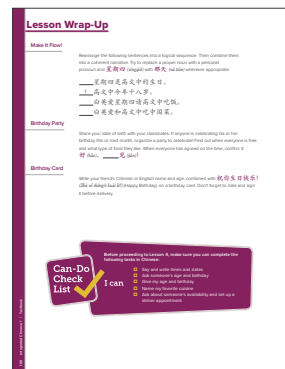 Lesson Wrap-Up
Make It Flow!
Rearrange the following sentences into a logical sequence. Then combine them
into a coherent narrative. Try to replace a proper noun with a personal
pronoun and 星期四 (xīngqīsì) with 那天 (nà tiān) wherever appropriate.
___星期四是高文中的生日。
_1_高文中今年十八岁。
___白英爱星期四请高文中吃饭。
___白英爱和高文中吃中国菜。
Birthday Party
Share your date of birth with your classmates. If anyone is celebrating his or her
birthday this or next month, organize a party to celebrate! Find out when everyone is free
and what type of food they like. When everyone has agreed on the time, confirm it:
好 (hǎo), ___见 (jiàn)!
Birthday Card
Write your friend's Chinese or English name and age, combined with 祝你生日快乐!
(Zhù nǐ shēngrì kuàilè!) (Happy Birthday) on a birthday card. Don't forget to date and sign
it before delivery.
Can-Do
Check
List
I can
Before proceeding to Lesson 4, make sure you can complete the
following tasks in Chinese:
Say and write times and dates
Ask someone's age and birthday
Give my age and birthday
Name my favorite cuisine
Ask about someone's availability and set up a
dinner appointment